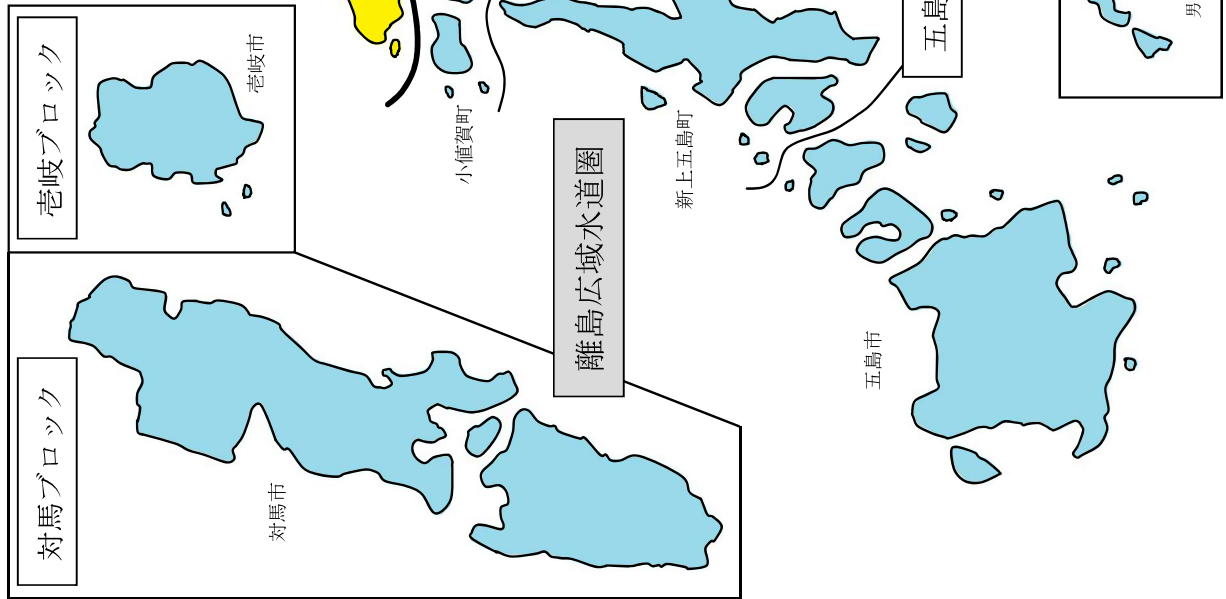 壱岐ブロック
壱岐市
対馬ブロック
対馬市
離島広域水道圏
小値賀町
新上五島町
五島市
五島
男